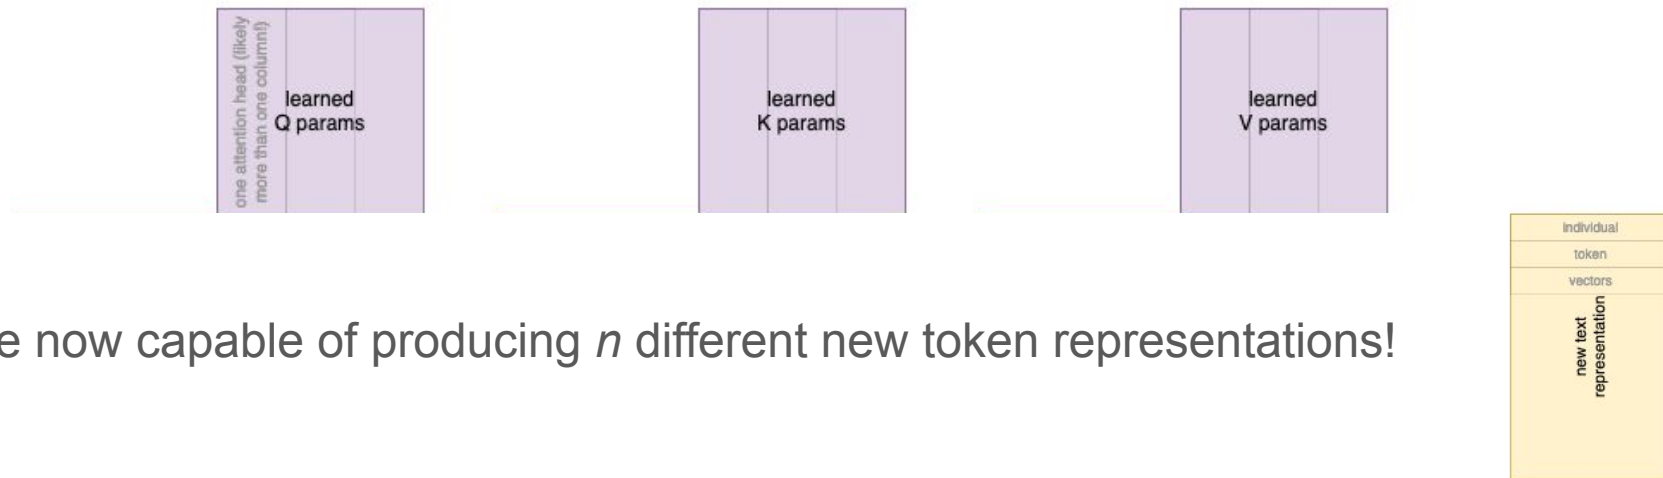 one attention head (likely
more than one column!)
learned
Q params
learned
K params
learned
V params
individual
token
vectors
new text
representation
e now capable of producing n different new token representations!